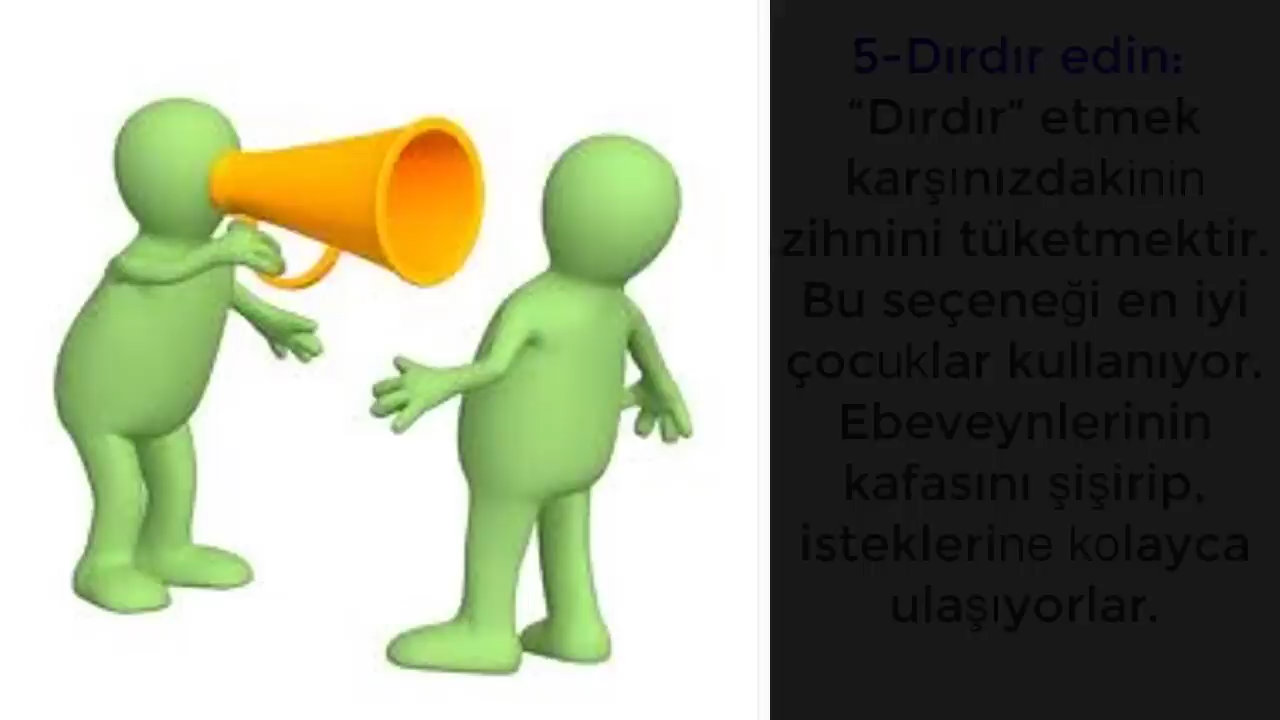 5-Dırdır edin:
“Dırdır” etmek
karşınızdakinin
zihnini tüketmektir.
Bu seçeneği en iyi
çocuklar kullanıyor.
Ebeveynlerinin
kafasını şişirip,
isteklerine kolayca
ulaşıyorlar.